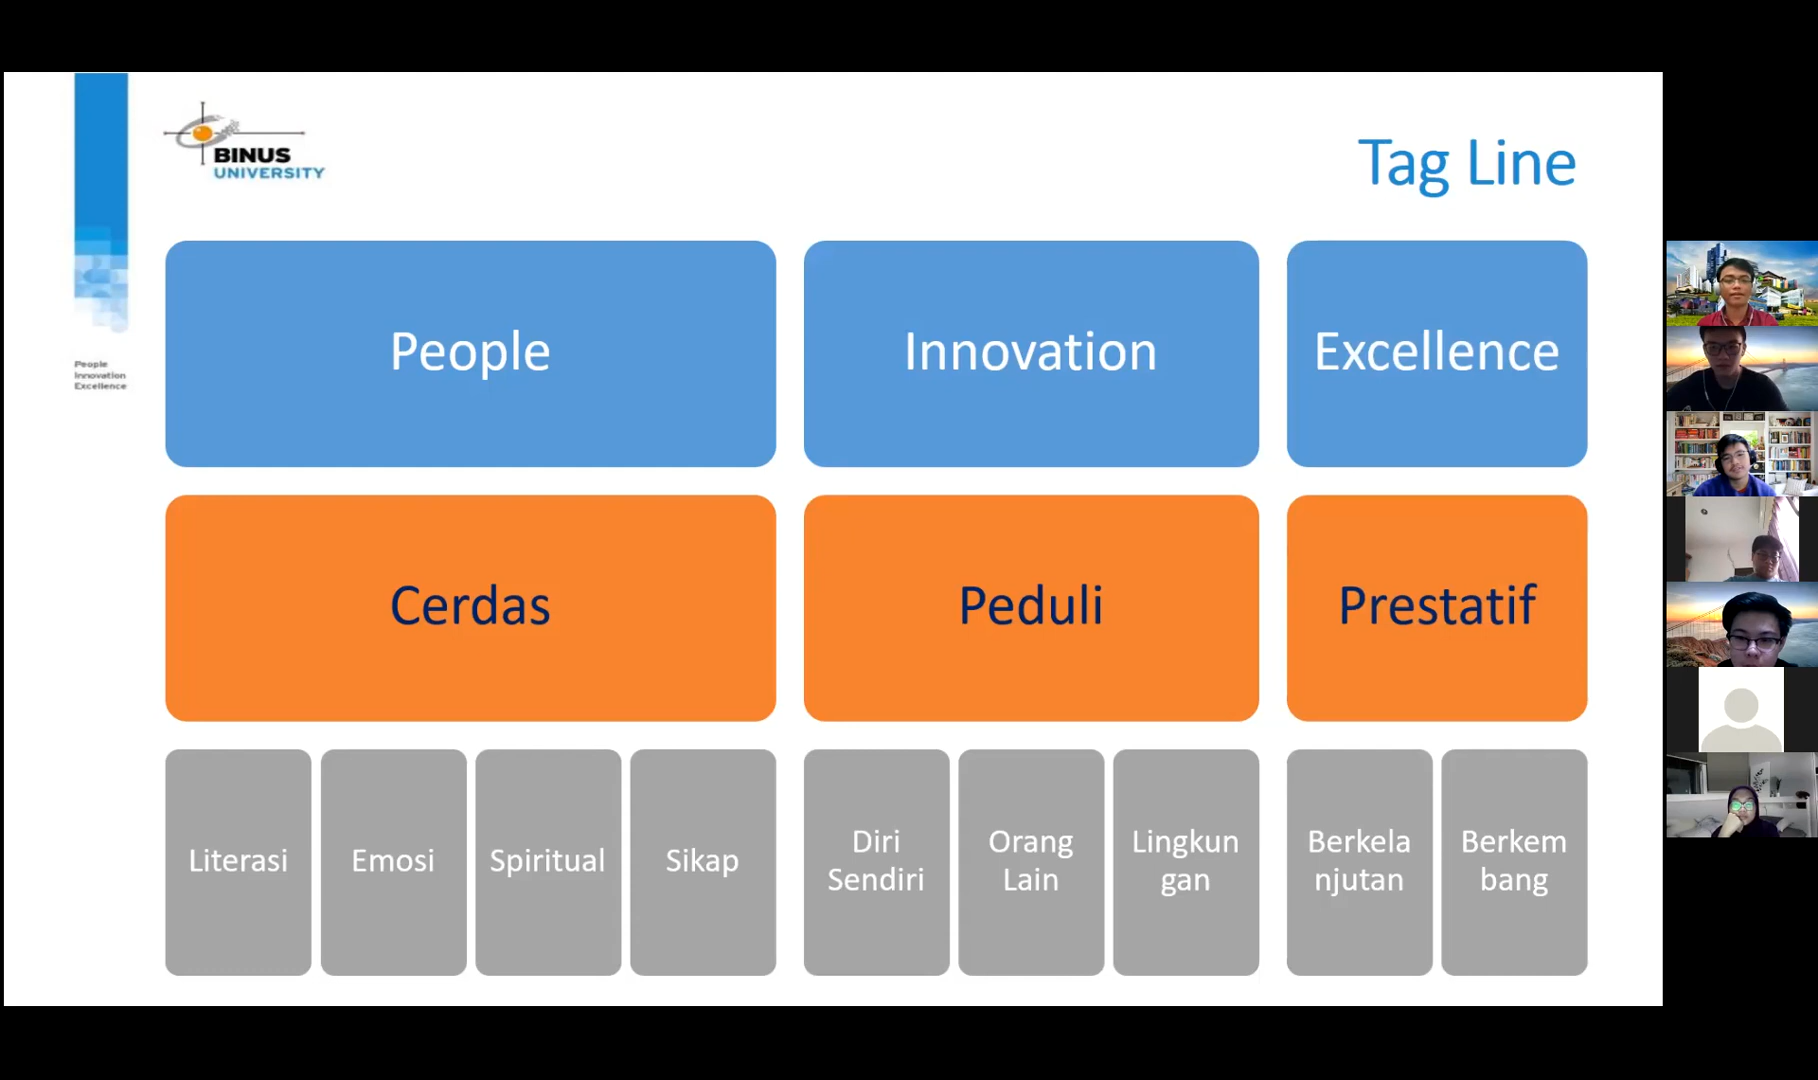 BINUS
UNIVERSITY
Tag Line
People
Innovation
Excellence
People
Innovation
Excellence
Cerdas
Peduli
Prestatif
Literasi
Emosi
Spiritual
Sikap
Diri
Sendiri
Orang
Lain
Lingkun
gan
Berkela
njutan
Berkem
bang